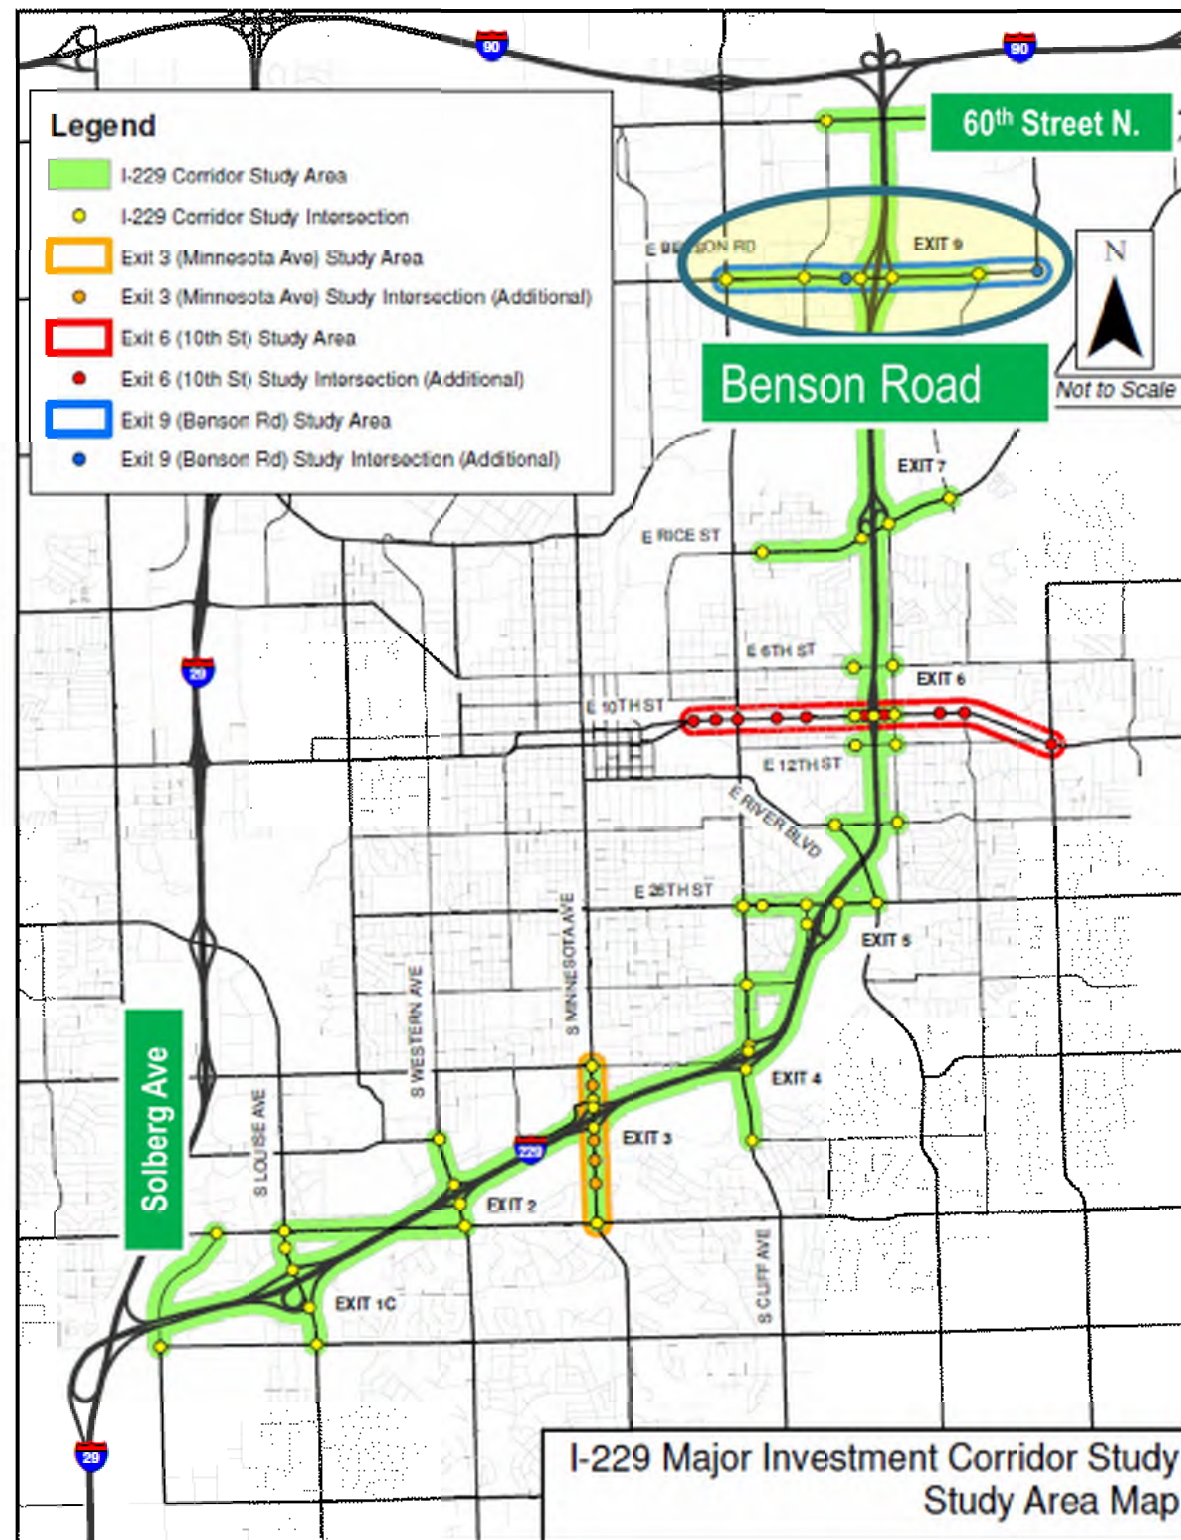 90
90
60th Street N.
Legend
I-229 Corridor Study Area
I-229 Corridor Study Intersection
Exit 3 (Minnesota Ave) Study Area
Exit 3 (Minnesota Ave) Study Intersection (Additional)
Exit 6 (10th St) Study Area
Exit 6 (10th St) Study Intersection (Additional)
Exit 9 (Benson Rd) Study Area
Exit 9 (Benson Rd) Study Intersection (Additional)
E BENSON RD
EXIT 9
N
Benson Road
Not to Scale
EXIT 7
E RICE ST
E 6TH ST
29
EXIT 6
E 10TH ST
E 12TH ST
E RIVER BLVD
E 26TH ST
S MINNESOTA AVE
EXIT 5
S WESTERN AVE
Solberg Ave
S LOUISE AVE
EXIT 4
EXIT 3
229
EXIT 2
S CLIFF AVE
EXIT 1C
29
I-229 Major Investment Corridor Study
Study Area Map